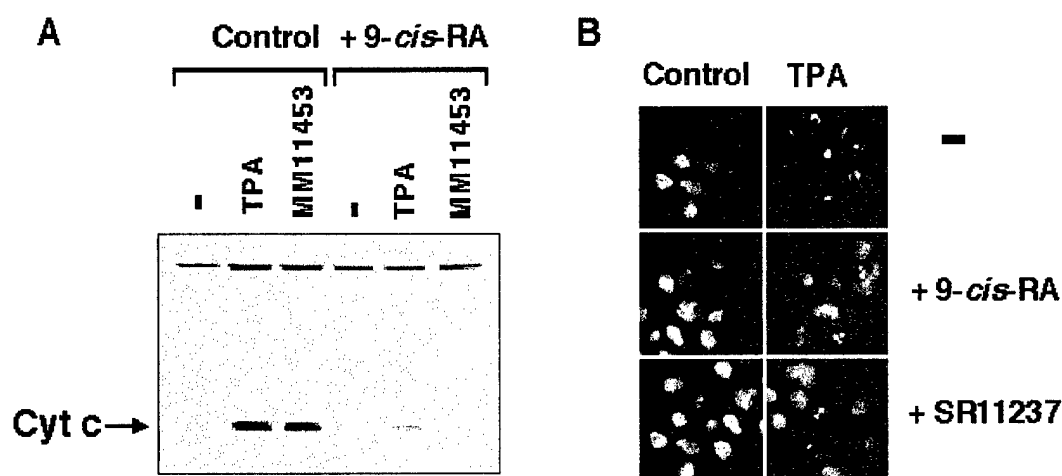 A
Control + 9-cis-RA
-
TPA
MM11453
-
TPA
MM11453
Cyt c
B
Control TPA
-
+ 9-cis-RA
+ SR11237